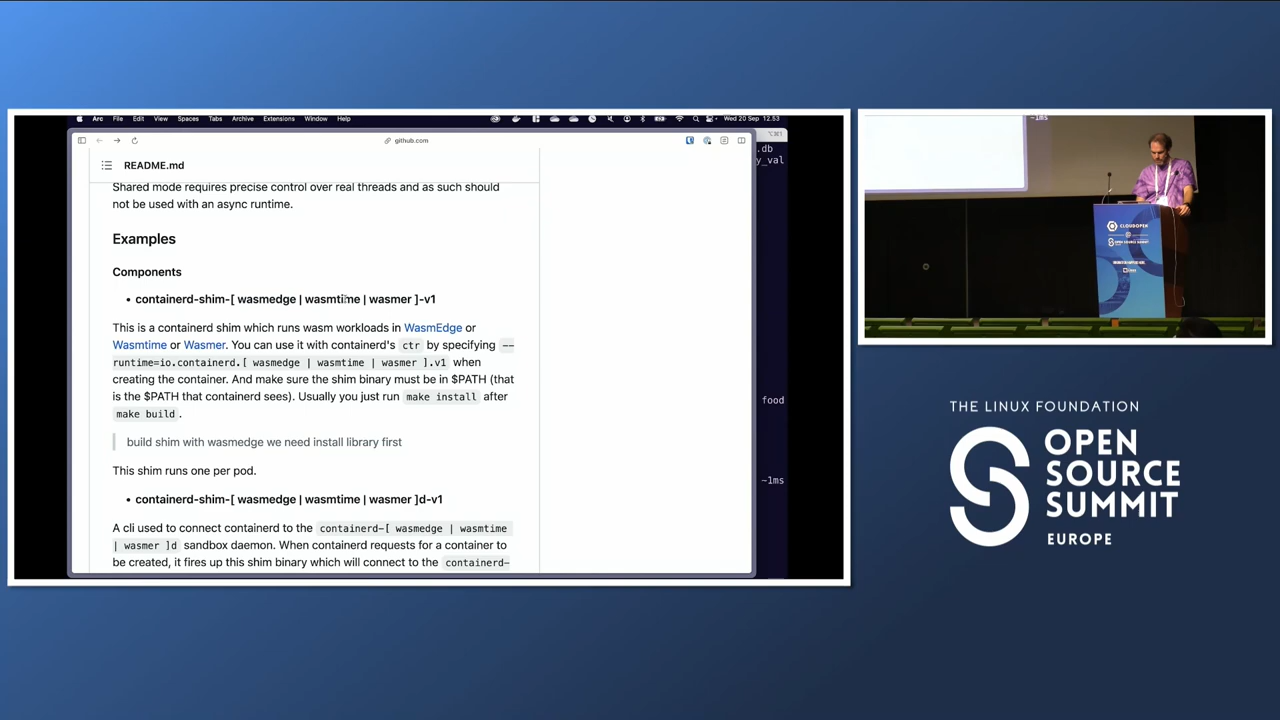 Arc File Edit View Spaces Tabs Archive Extensions Window Help
Wed 20 Sep 12.53
github.com
README.md
Shared mode requires precise control over real threads and as such should
not be used with an async runtime.
Examples
Components
• containerd-shim-[ wasmedge | wasmtime | wasmer ]-v1
This is a containerd shim which runs wasm workloads in WasmEdge or
Wasmtime or Wasmer. You can use it with containerd's ctr by specifying --
runtime=io.containerd.[ wasmedge | wasmtime | wasmer ].v1 when
creating the container. And make sure the shim binary must be in $PATH (that
is the $PATH that containerd sees). Usually you just run make install after
make build .
build shim with wasmedge we need install library first
This shim runs one per pod.
• containerd-shim-[ wasmedge | wasmtime | wasmer ]d-v1
A cli used to connect containerd to the containerd-[ wasmedge | wasmtime
| wasmer ]d sandbox daemon. When containerd requests for a container to
be created, it fires up this shim binary which will connect to the containerd-
.db
y_val
food
~1ms
~1ms
CLOUDOPEN
OPEN SOURCE SUMMIT
THE LINUX FOUNDATION
OPEN
SOURCE
SUMMIT
EUROPE